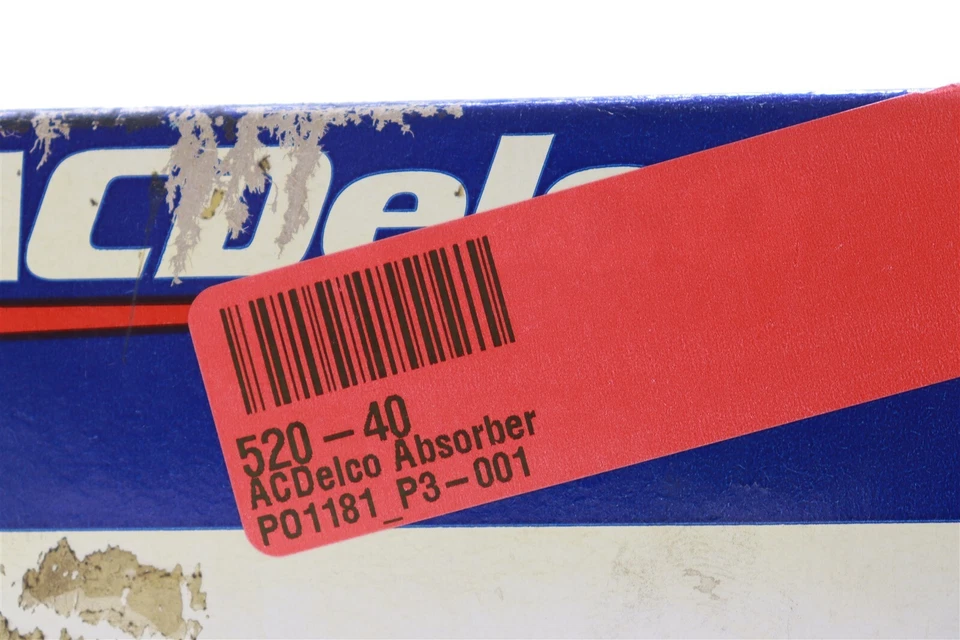 ACDelco
520-40
ACDelco Absorber
PO1181_P3-001